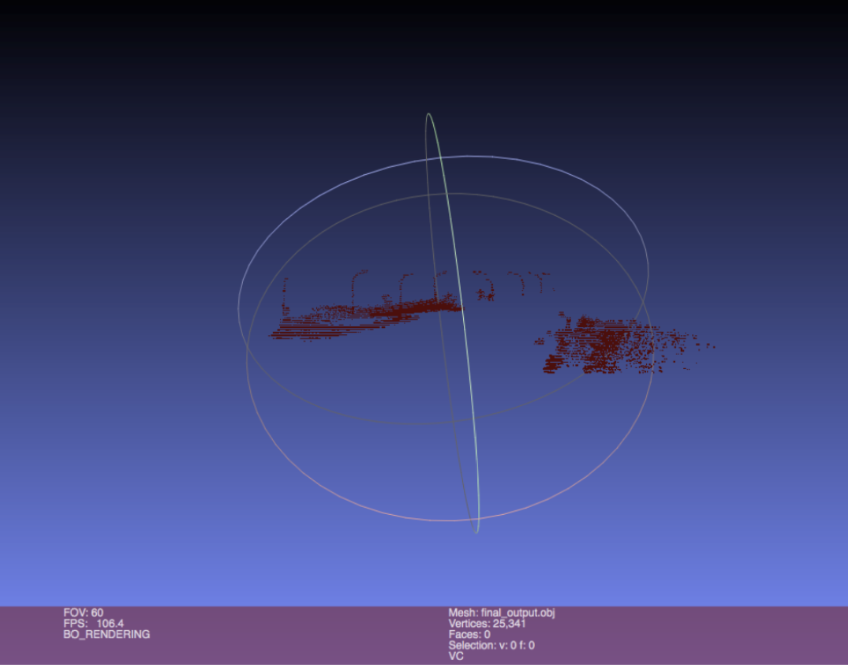 FOV: 60
FPS: 106.4
BO_RENDERING
Mesh: final_output.obj
Vertices: 25,341
Faces: 0
Selection: v: 0 f: 0
VC